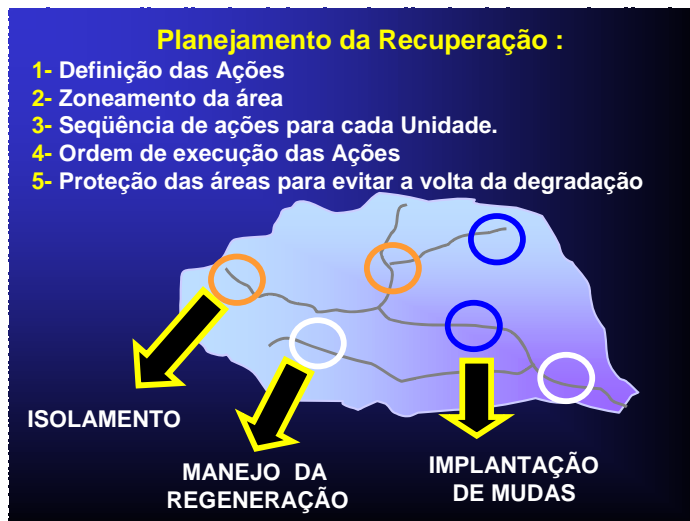 Planejamento da Recuperação :
1- Definição das Ações
2- Zoneamento da área
3- Seqüência de ações para cada Unidade.
4- Ordem de execução das Ações
5- Proteção das áreas para evitar a volta da degradação
ISOLAMENTO
MANEJO DA
REGENERAÇÃO
IMPLANTAÇÃO
DE MUDAS